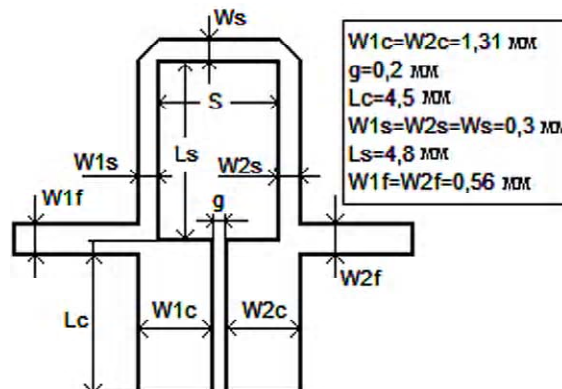 Ws
W1c=W2c=1,31 мм
g=0,2 мм
Lc=4,5 мм
W1s=W2s=Ws=0,3 мм
Ls=4,8 мм
W1f=W2f=0,56 мм
S
Ls
W1s
W2s
W1f
g
W2f
Lc
W1c
W2c